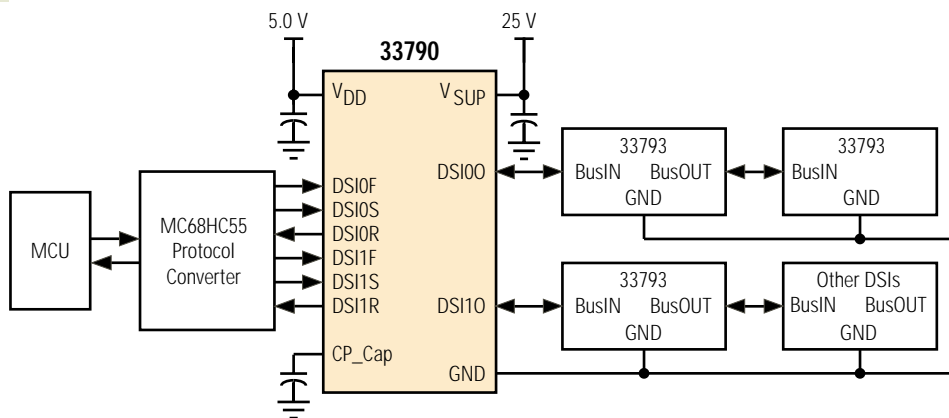 5.0 V
25 V
33790
VDD
VSUP
33793
BusIN BusOUT
GND
33793
BusIN
GND
DSI0O
MCU
MC68HC55
Protocol
Converter
DSI0F
DSI0S
DSI0R
DSI1F
DSI1S
DSI1R
DSI1O
33793
BusIN BusOUT
GND
Other DSIs
BusIN BusOUT
GND
CP_Cap
GND